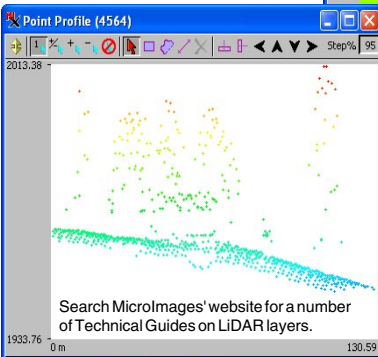 Point Profile (4564)
Step% 95
2013.38
Search MicroImages' website for a number
of Technical Guides on LiDAR layers.
1933.76
0 m 130.59